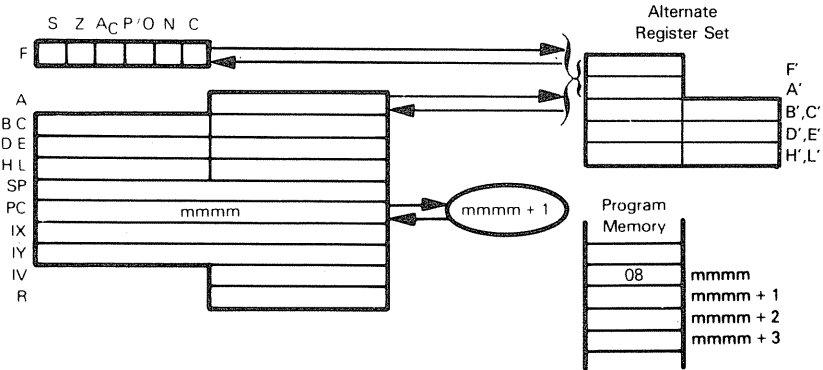 S Z AC P/O N C
F
Alternate
Register Set
F'
A'
B',C'
D',E'
H',L'
A
B C
D E
H L
SP
PC
mmmm
mmmm + 1
IX
IY
IV
R
Program
Memory
08
mmmm
mmmm + 1
mmmm + 2
mmmm + 3